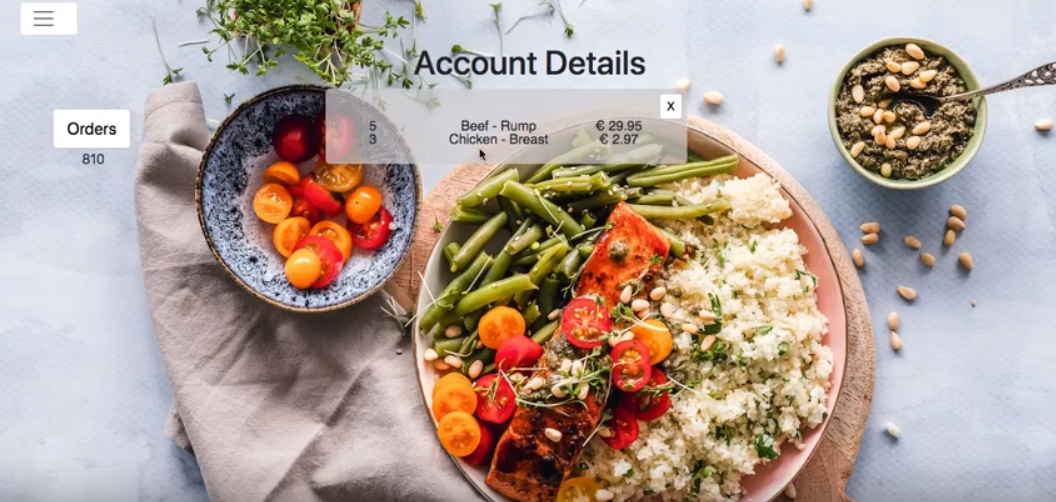 Account Details
X
Orders
810
5 Beef - Rump € 29.95
3 Chicken - Breast € 2.97